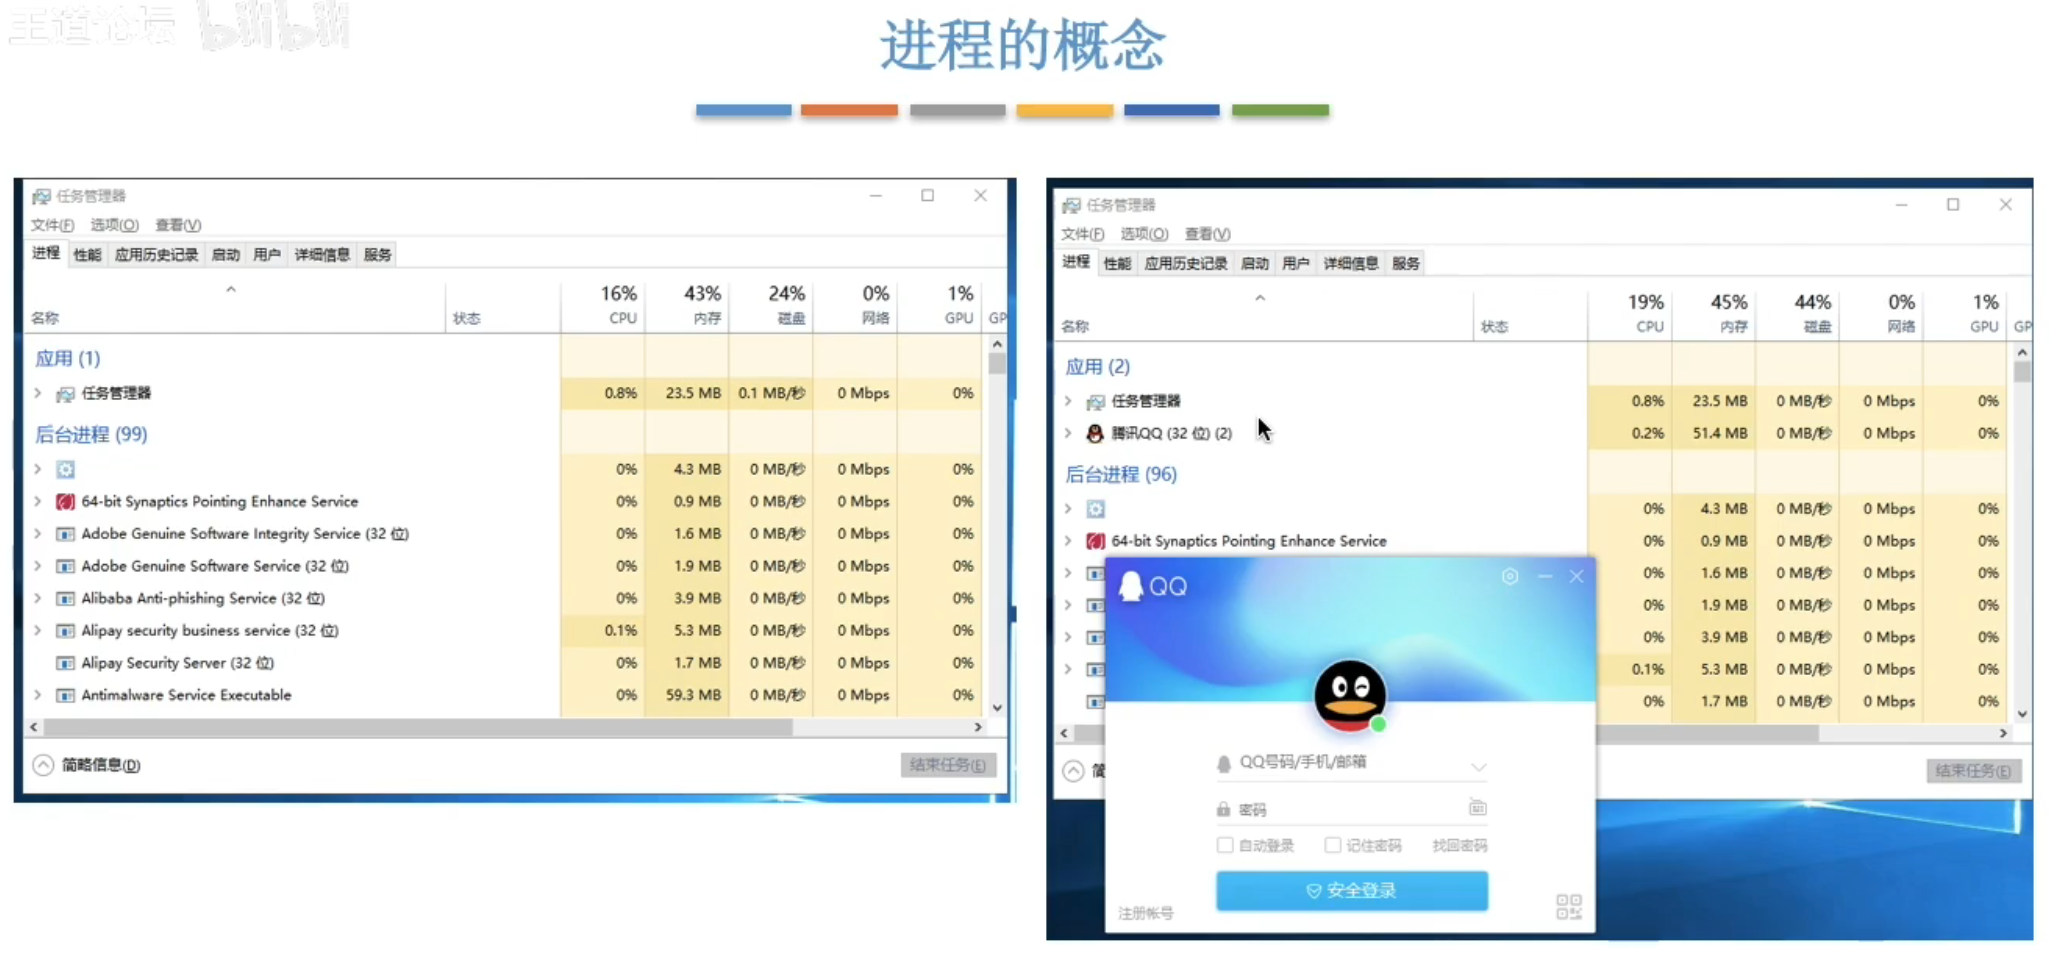 王道论坛 bilibili
进程的概念
任务管理器
文件(F) 选项(O) 查看(V)
进程 性能 应用历史记录 启动 用户 详细信息 服务
16% 43% 24% 0% 1%
名称 状态 CPU 内存 磁盘 网络 GPU GP
应用 (1)
任务管理器 0.8% 23.5 MB 0.1 MB/秒 0 Mbps 0%
后台进程 (99)
0% 4.3 MB 0 MB/秒 0 Mbps 0%
64-bit Synaptics Pointing Enhance Service 0% 0.9 MB 0 MB/秒 0 Mbps 0%
Adobe Genuine Software Integrity Service (32 位) 0% 1.6 MB 0 MB/秒 0 Mbps 0%
Adobe Genuine Software Service (32 位) 0% 1.9 MB 0 MB/秒 0 Mbps 0%
Alibaba Anti-phishing Service (32 位) 0% 3.9 MB 0 MB/秒 0 Mbps 0%
Alipay security business service (32 位) 0.1% 5.3 MB 0 MB/秒 0 Mbps 0%
Alipay Security Server (32 位) 0% 1.7 MB 0 MB/秒 0 Mbps 0%
Antimalware Service Executable 0% 59.3 MB 0 MB/秒 0 Mbps 0%
简略信息(D) 结束任务(E)
任务管理器
文件(F) 选项(O) 查看(V)
进程 性能 应用历史记录 启动 用户 详细信息 服务
19% 45% 44% 0% 1%
名称 状态 CPU 内存 磁盘 网络 GPU GP
应用 (2)
任务管理器 0.8% 23.5 MB 0 MB/秒 0 Mbps 0%
腾讯QQ (32 位) (2) 0.2% 51.4 MB 0 MB/秒 0 Mbps 0%
后台进程 (96)
0% 4.3 MB 0 MB/秒 0 Mbps 0%
64-bit Synaptics Pointing Enhance Service 0% 0.9 MB 0 MB/秒 0 Mbps 0%
0% 1.6 MB 0 MB/秒 0 Mbps 0%
0% 1.9 MB 0 MB/秒 0 Mbps 0%
0% 3.9 MB 0 MB/秒 0 Mbps 0%
0.1% 5.3 MB 0 MB/秒 0 Mbps 0%
0% 1.7 MB 0 MB/秒 0 Mbps 0%
简 结束任务(E)
QQ
QQ号码/手机/邮箱
密码
自动登录 记住密码 找回密码
安全登录
注册帐号